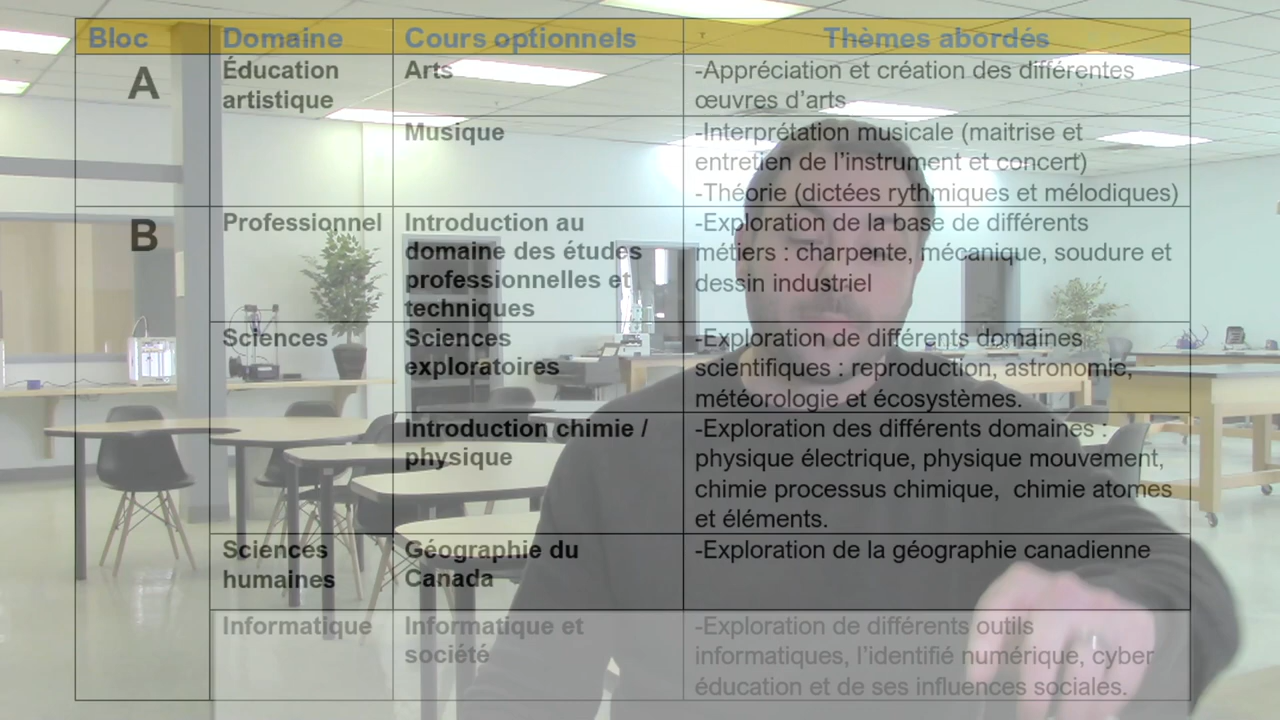 Bloc Domaine Cours optionnels Thèmes abordés
A Éducation artistique Arts -Appréciation et création des différentes
œuvres d’arts
Musique -Interprétation musicale (maitrise et
entretien de l’instrument et concert)
-Théorie (dictées rythmiques et mélodiques)
B Professionnel Introduction au
domaine des études
professionnelles et
techniques
-Exploration de la base de différents
métiers : charpente, mécanique, soudure et
dessin industriel
Sciences Sciences
exploratoires
-Exploration de différents domaines
scientifiques : reproduction, astronomie,
météorologie et écosystèmes.
Introduction chimie /
physique
-Exploration des différents domaines :
physique électrique, physique mouvement,
chimie processus chimique, chimie atomes
et éléments.
Sciences
humaines
Géographie du
Canada
-Exploration de la géographie canadienne
Informatique Informatique et
société
-Exploration de différents outils
informatiques, l’identifié numérique, cyber
éducation et de ses influences sociales.